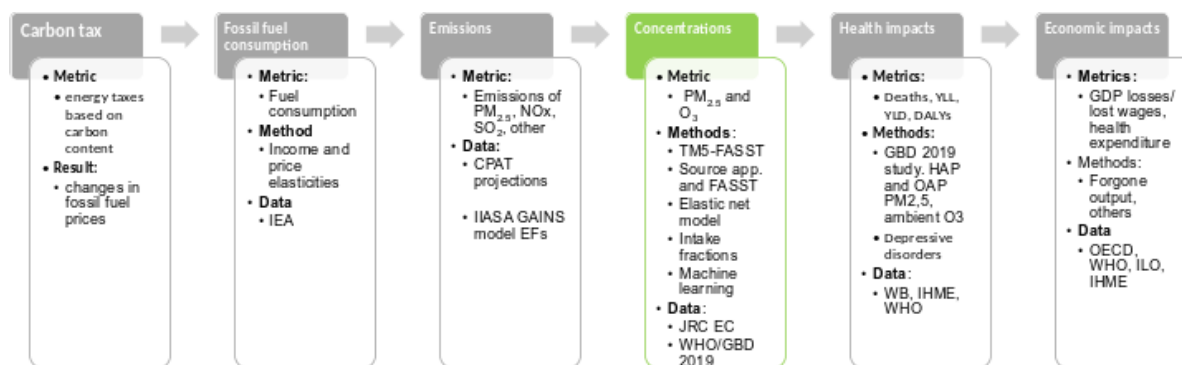 Carbon tax
• Metric
• energy taxes
based on
carbon
content
• Result:
• changes in
fossil fuel
prices
Fossil fuel
consumption
• Metric:
• Fuel
consumption
• Method
• Income and
price
elasticities
• Data
• IEA
Emissions
• Metric:
• Emissions of
PM2.5, NOx,
SO2, other
• Data:
• CPAT
projections
• IIASA GAINS
model EFs
Concentrations
• Metric
• PM2.5 and
O3
• Methods:
• TM5-FASST
• Source app.
and FASST
• Elastic net
model
• Intake
fractions
• Machine
learning
• Data:
• JRC EC
• WHO/GBD
2019
Health impacts
• Metrics:
• Deaths, YLL,
YLD, DALYs
• Methods:
• GBD 2019
study. HAP
and OAP
PM2,5,
ambient O3
• Depressive
disorders
• Data:
• WB, IHME,
WHO
Economic impacts
• Metrics:
• GDP losses/
lost wages,
health
expenditure
• Methods:
• Forgone
output,
others
• Data
• OECD,
WHO, ILO,
IHME